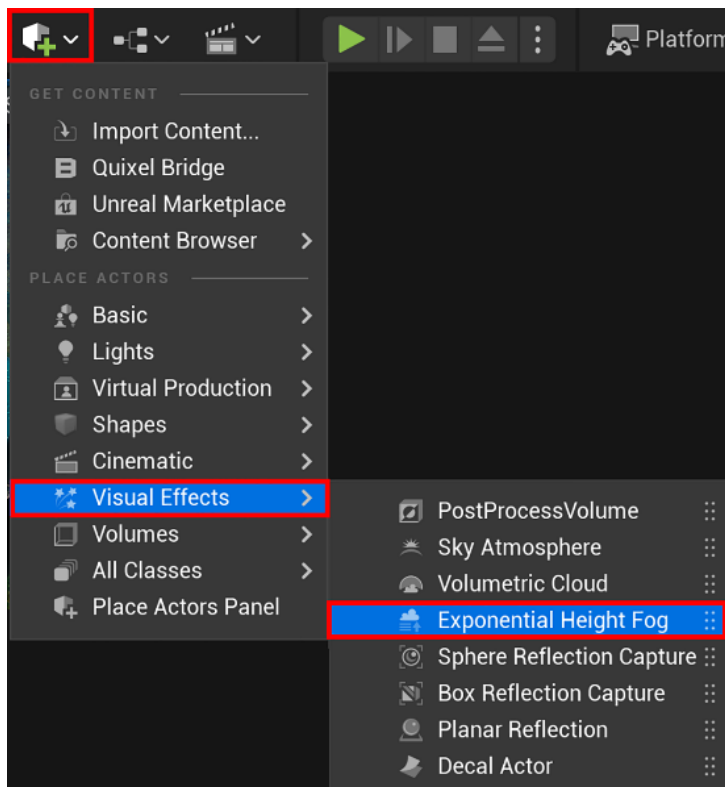 Platform
GET CONTENT
Import Content...
Quixel Bridge
Unreal Marketplace
Content Browser
PLACE ACTORS
Basic
Lights
Virtual Production
Shapes
Cinematic
Visual Effects
Volumes
All Classes
Place Actors Panel
PostProcessVolume
Sky Atmosphere
Volumetric Cloud
Exponential Height Fog
Sphere Reflection Capture
Box Reflection Capture
Planar Reflection
Decal Actor